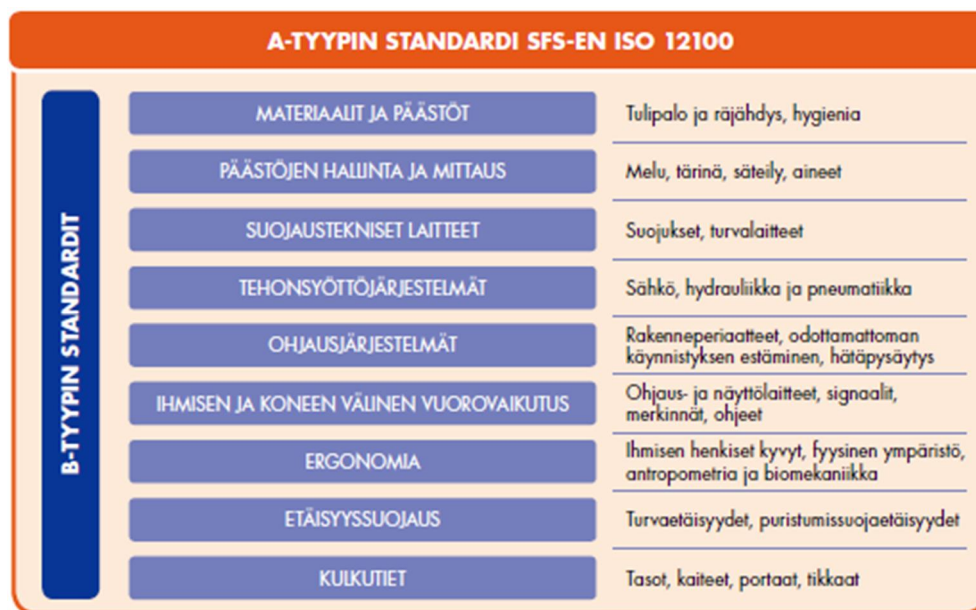 A-TYYPIN STANDARDI SFS-EN ISO 12100
B-TYYPIN STANDARDIT
MATERIAALIT JA PÄÄSTÖT
Tulipalo ja räjähdys, hygienia
PÄÄSTÖJEN HALLINTA JA MITTAUS
Melu, tärinä, säteily, aineet
SUOJAUSTEKNISET LAITTEET
Suojukset, turvalaitteet
TEHONSYÖTTÖJÄRJESTELMÄT
Sähkö, hydrauliikka ja pneumatiikka
OHJAUSJÄRJESTELMÄT
Rakenneperiaatteet, odottamattoman
käynnistyksen estäminen, hätäpysäytys
IHMISEN JA KONEEN VÄLINEN VUOROVAIKUTUS
Ohjaus- ja näyttölaitteet, signaalit,
merkinnät, ohjeet
ERGONOMIA
Ihmisen henkiset kyvyt, fyysinen ympäristö,
antropometria ja biomekaniikka
ETÄISYYSSUOJAUS
Turvaetäisyydet, puristumissuojaetäisyydet
KULKUTIET
Tasot, kaiteet, portaat, tikkaat